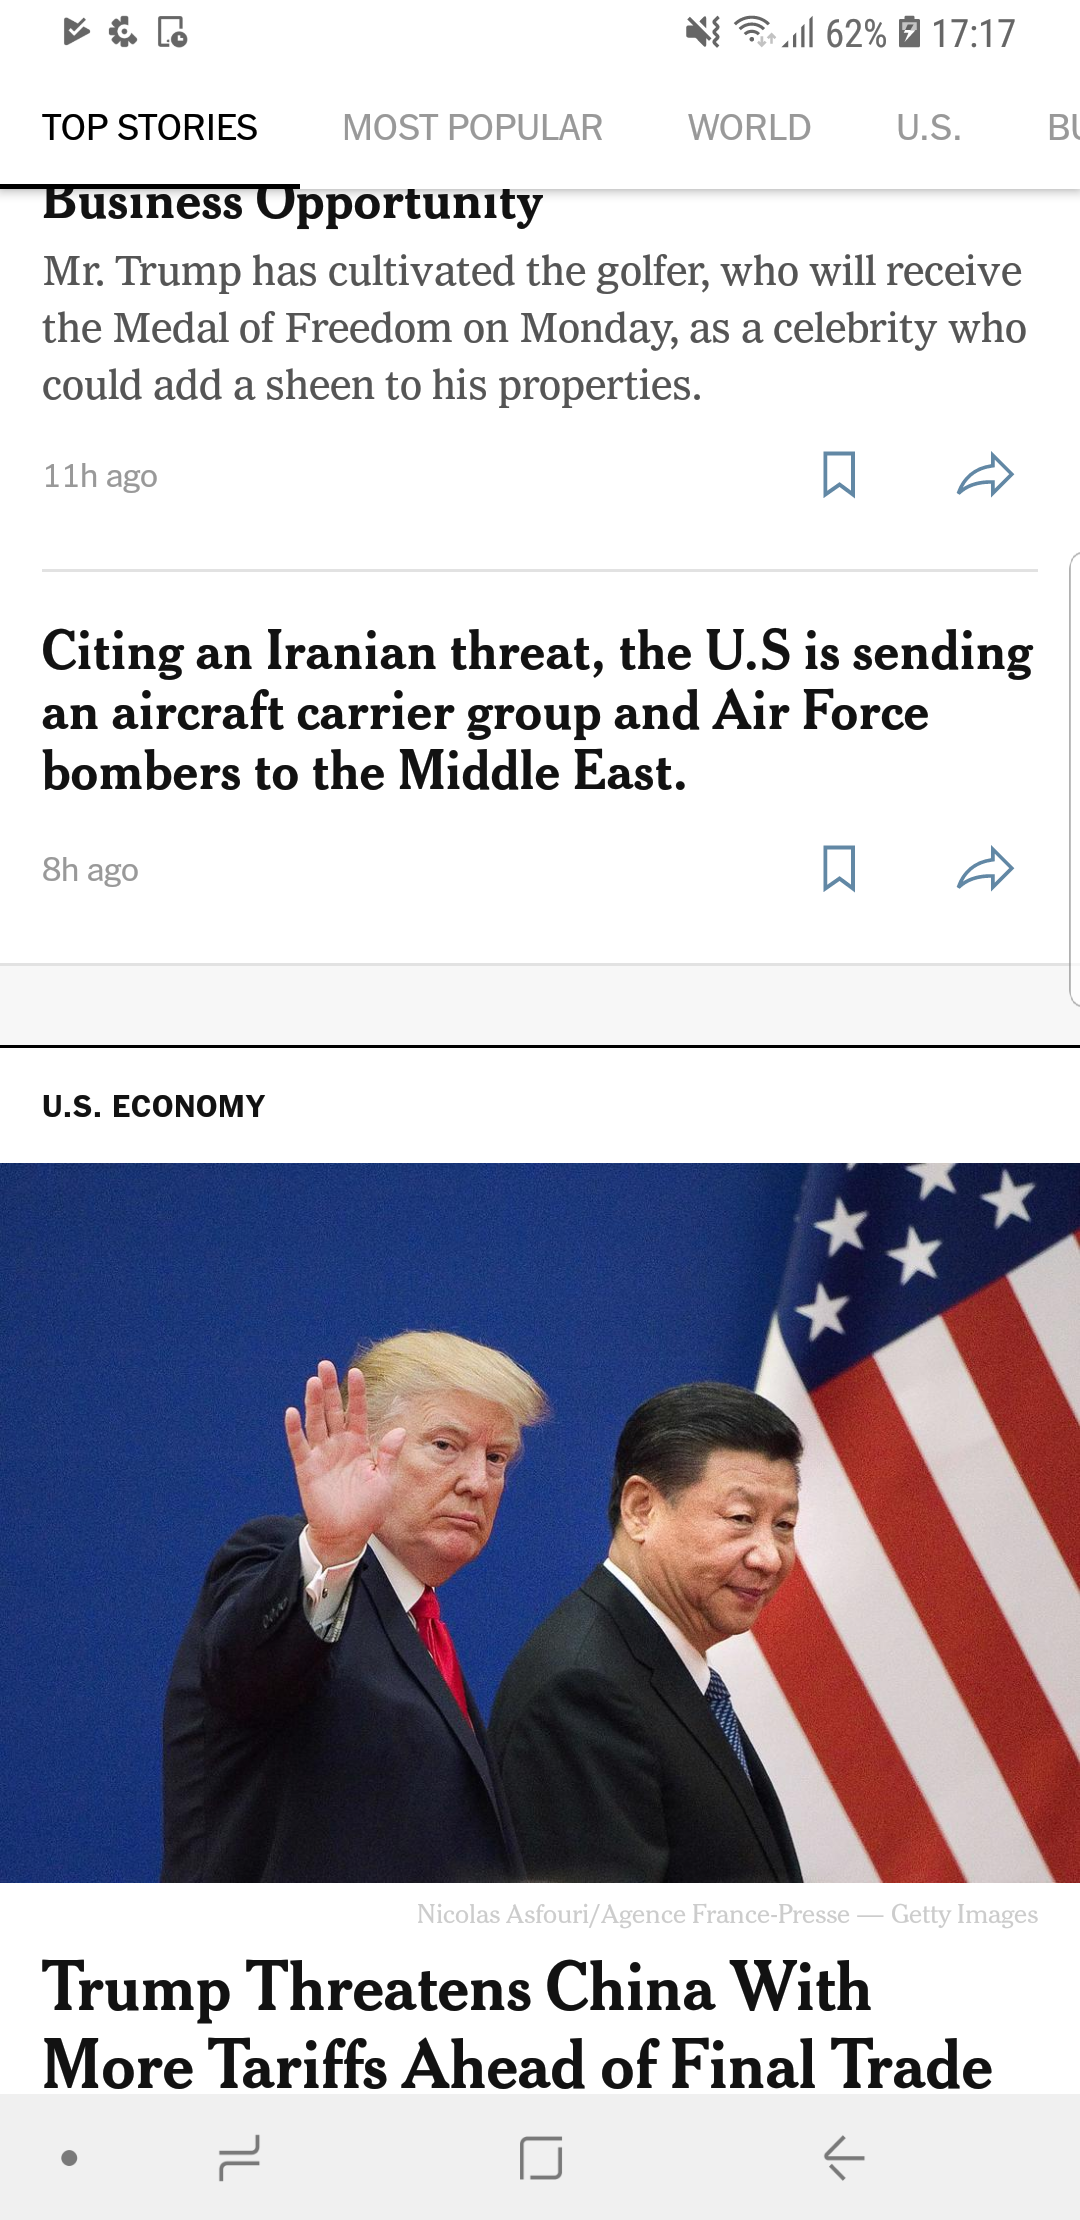 62% 17:17
TOP STORIES MOST POPULAR WORLD U.S.
Business Opportunity
Mr. Trump has cultivated the golfer, who will receive
the Medal of Freedom on Monday, as a celebrity who
could add a sheen to his properties.
11h ago
Citing an Iranian threat, the U.S is sending
an aircraft carrier group and Air Force
bombers to the Middle East.
8h ago
U.S. ECONOMY
Nicolas Asfouri/Agence France-Presse — Getty Images
Trump Threatens China With
More Tariffs Ahead of Final Trade